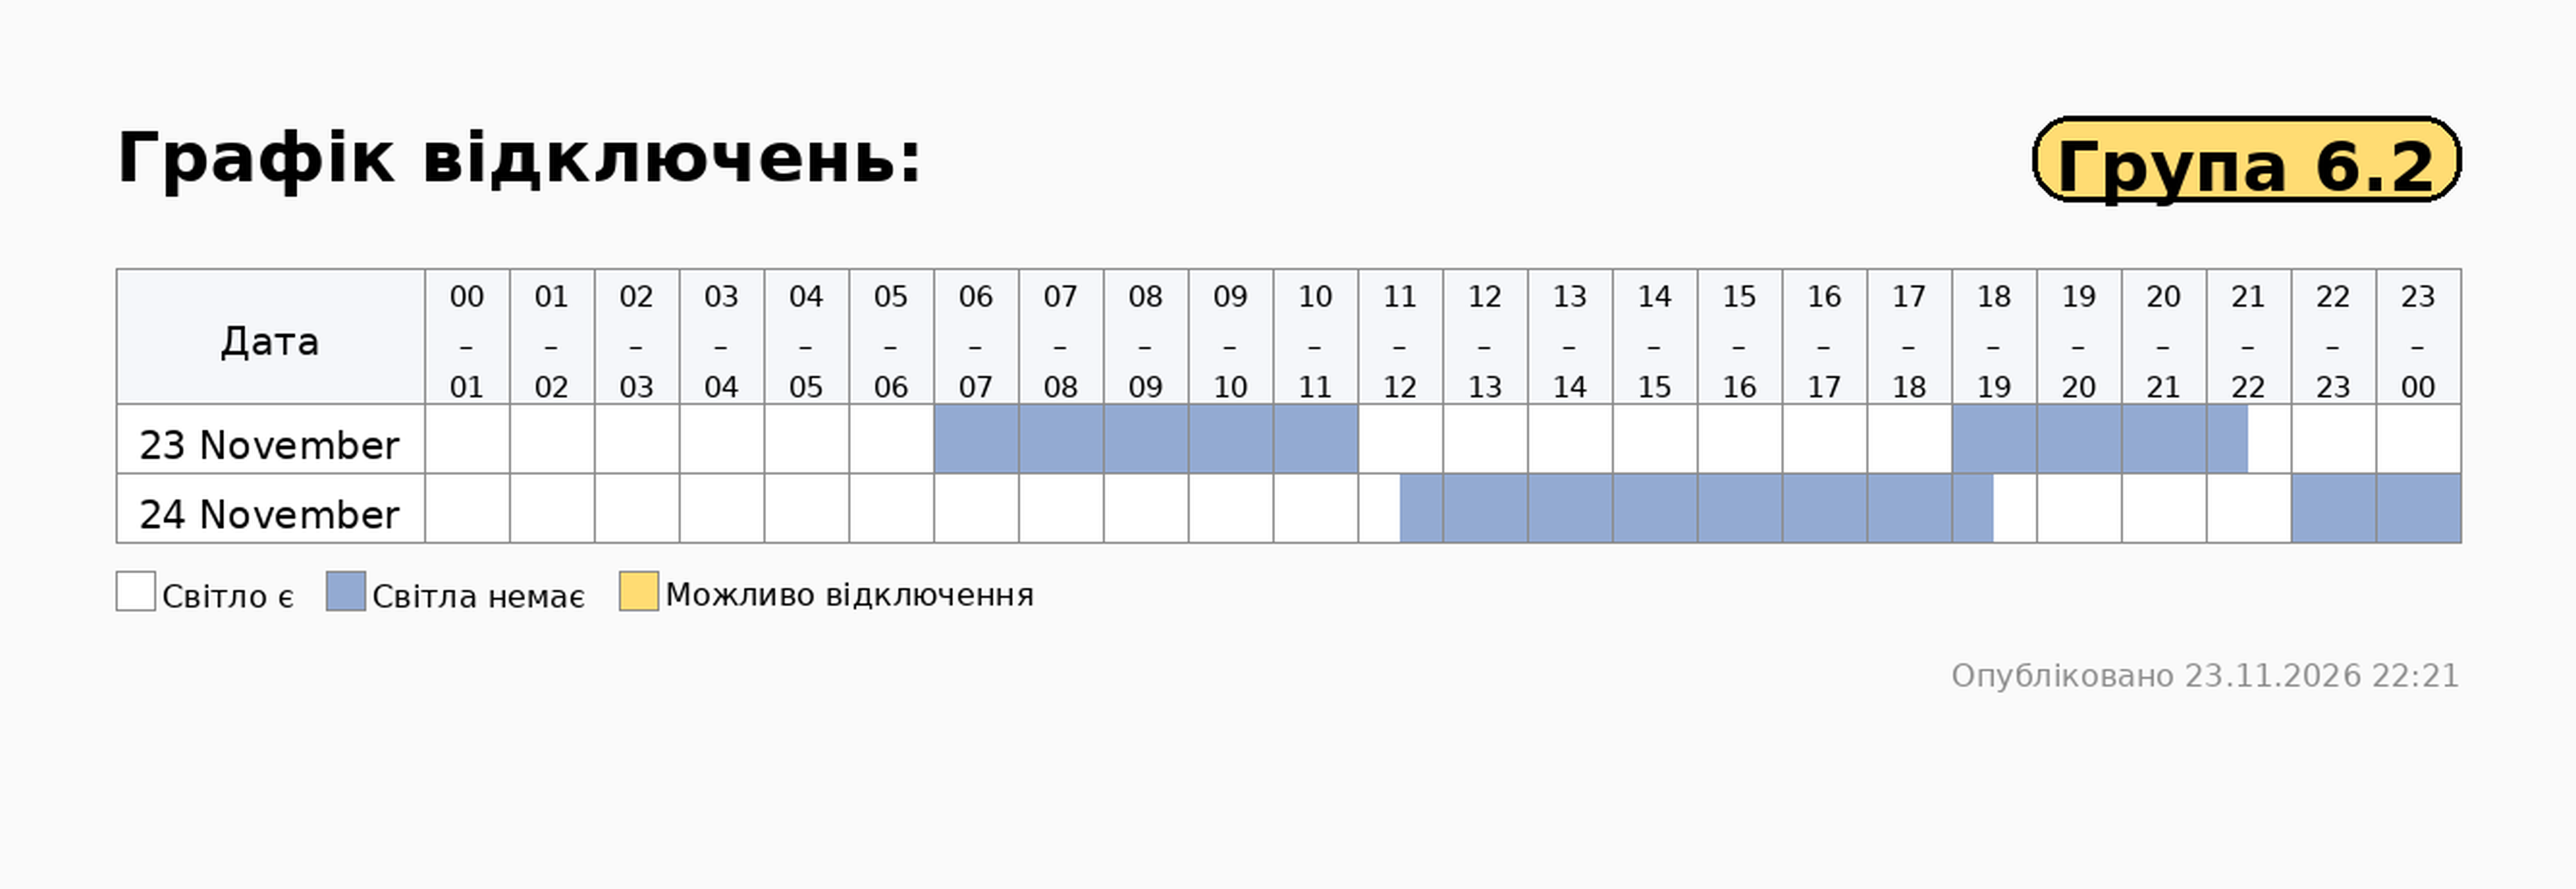 Графік відключень:
Група 6.2
Дата
00 – 01
01 – 02
02 – 03
03 – 04
04 – 05
05 – 06
06 – 07
07 – 08
08 – 09
09 – 10
10 – 11
11 – 12
12 – 13
13 – 14
14 – 15
15 – 16
16 – 17
17 – 18
18 – 19
19 – 20
20 – 21
21 – 22
22 – 23
23 – 00
23 November
24 November
Світло є
Світла немає
Можливо відключення
Опубліковано 23.11.2026 22:21